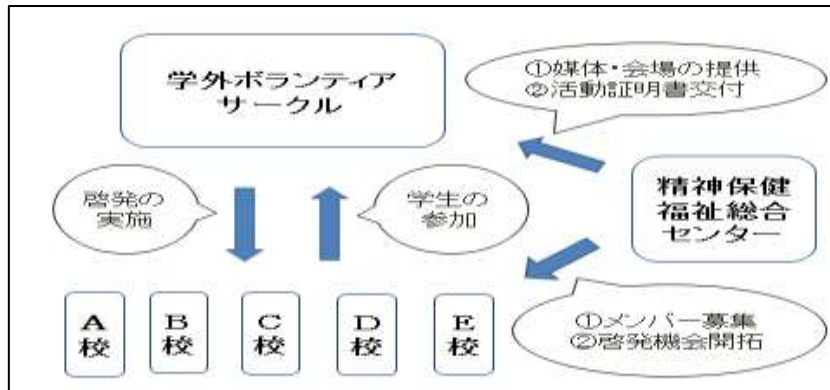 学外ボランティア
サークル
①媒体・会場の提供
②活動証明書交付
啓発の
実施
学生の
参加
精神保健
福祉総合
センター
A
校
B
校
C
校
D
校
E
校
①メンバー募集
②啓発機会開拓